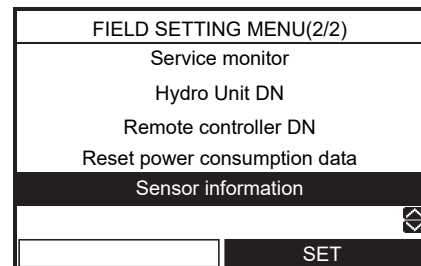 FIELD SETTING MENU(2/2)
Service monitor
Hydro Unit DN
Remote controller DN
Reset power consumption data
Sensor information
SET